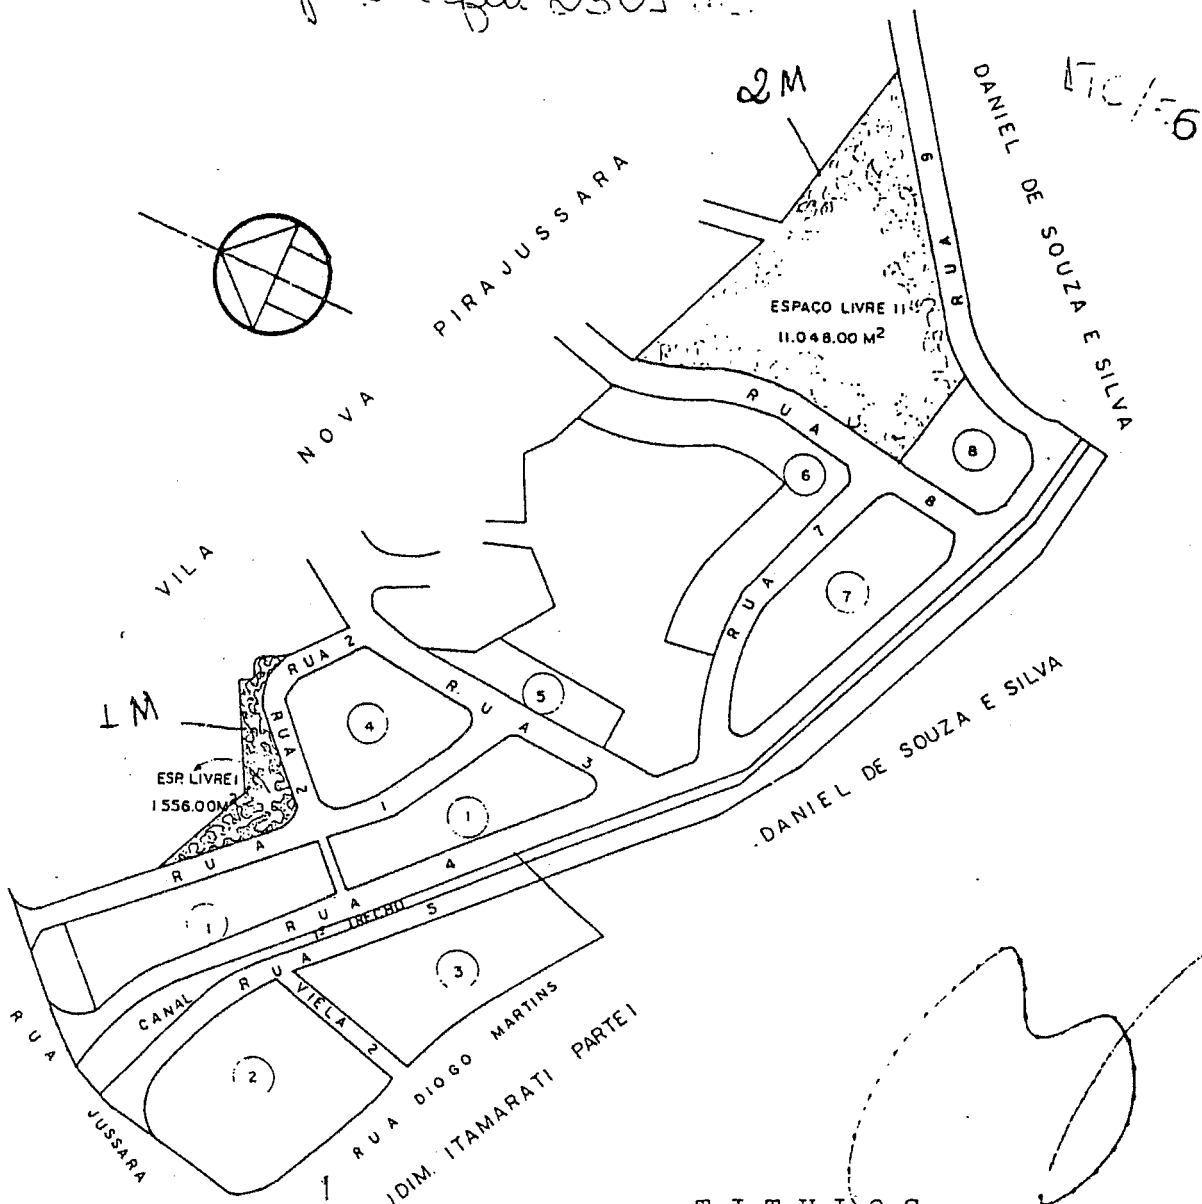 2M
DANIEL DE SOUZA E SILVA
RUA 9
VILA NOVA PIRAJUSSARA
ESPAÇO LIVRE II
11.048.00 M²
RUA 8
8
6
RUA 7
7
RUA 2
1M
RUA 2
4
RUA 3
5
ESP. LIVRE I
1556.00M²
RUA 1
1
DANIEL DE SOUZA E SILVA
RUA 4
1
1º TRECHO
RUA 5
3
CANAL
VIELA 2
2
RUA JUSSARA
RUA DIOGO MARTINS
JDIM. ITAMARATI PARTE I
TITULOS